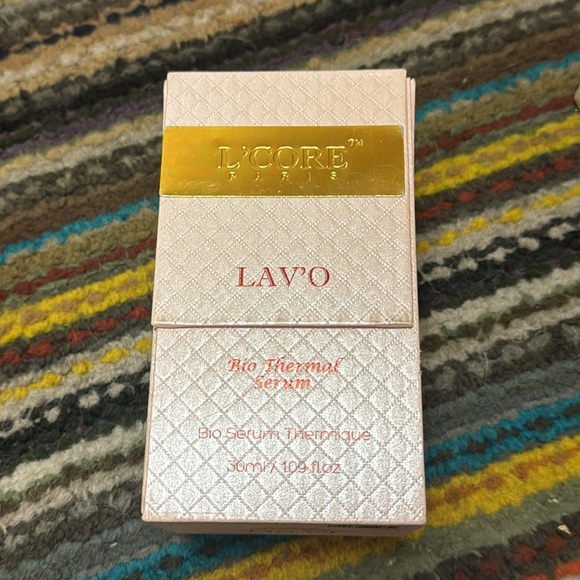 L'CORE™
PARIS
LAV'O
Bio Thermal
Serum
Bio Serum Thermique
30ml / 1.09 fl.oz